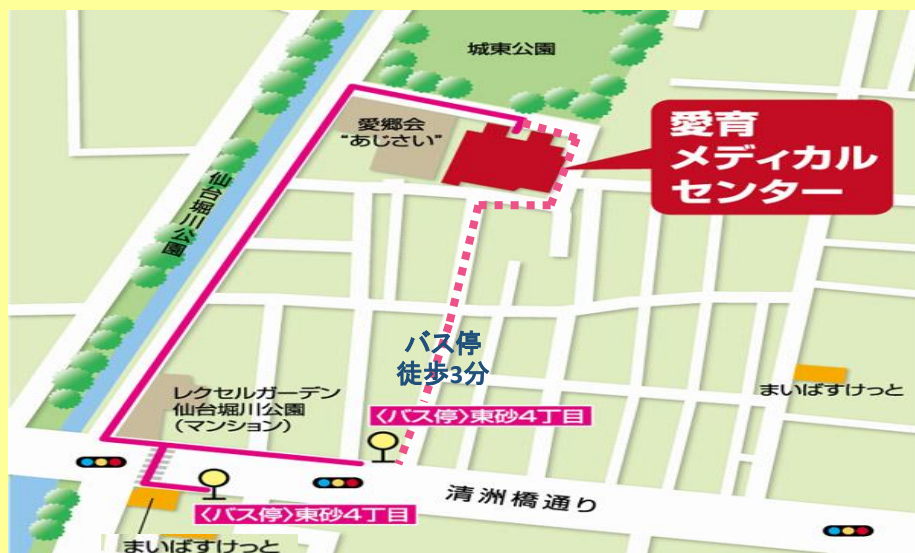 城東公園
愛郷会
“あじさい”
愛育
メディカル
センター
仙台堀川公園
バス停
徒歩3分
まいばすけっと
レクセルガーデン
仙台堀川公園
(マンション)
〈バス停〉東砂4丁目
清洲橋通り
〈バス停〉東砂4丁目
まいばすけっと